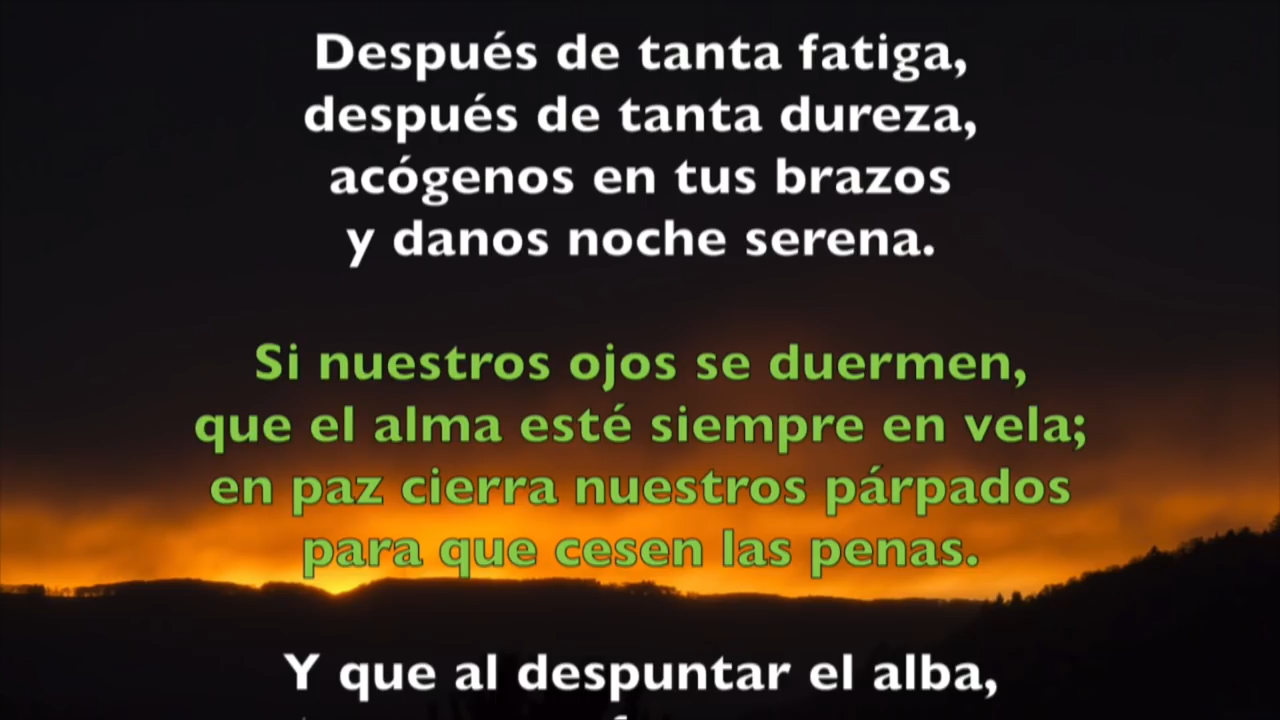 Después de tanta fatiga,
después de tanta dureza,
acógenos en tus brazos
y danos noche serena.
Si nuestros ojos se duermen,
que el alma esté siempre en vela;
en paz cierra nuestros párpados
para que cesen las penas.
Y que al despuntar el alba,